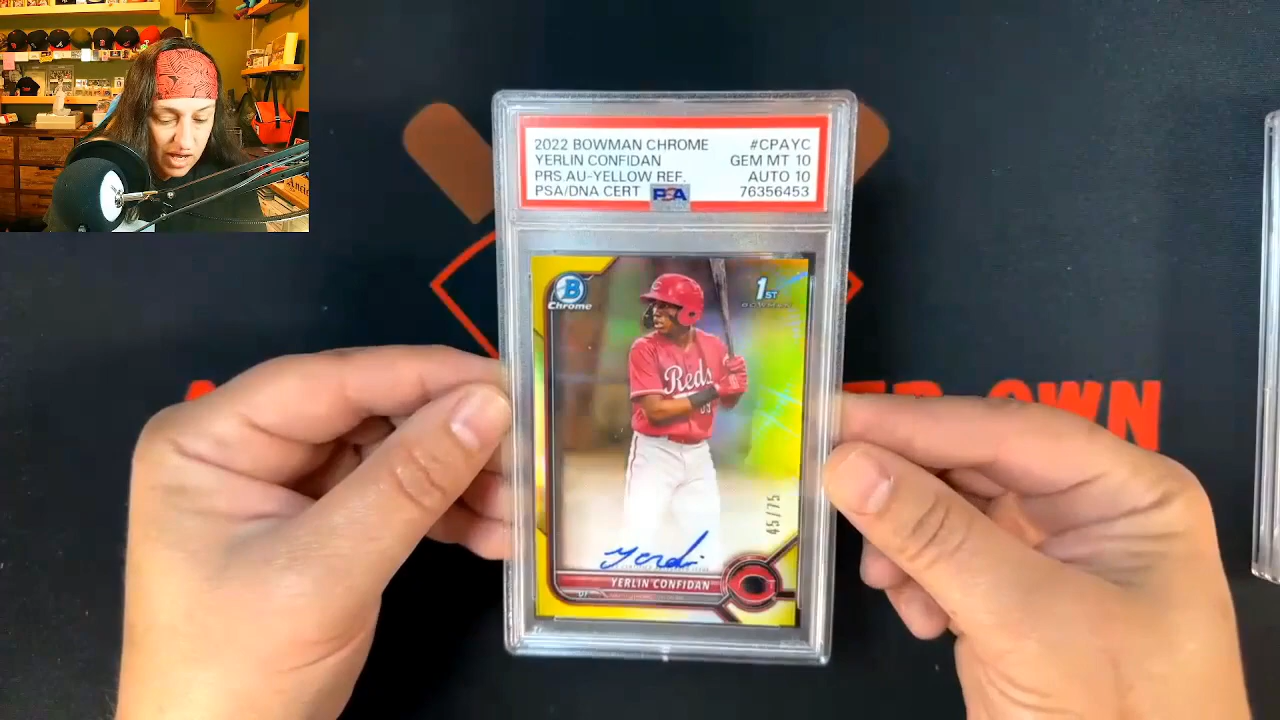 2022 BOWMAN CHROME #CPAYC
YERLIN CONFIDAN GEM MT 10
PRS.AU-YELLOW REF. AUTO 10
PSA/DNA CERT PSA 76356453
B
Chrome
1ST
BOWMAN
Reds
45/75
YERLIN CONFIDAN
OF
OWN